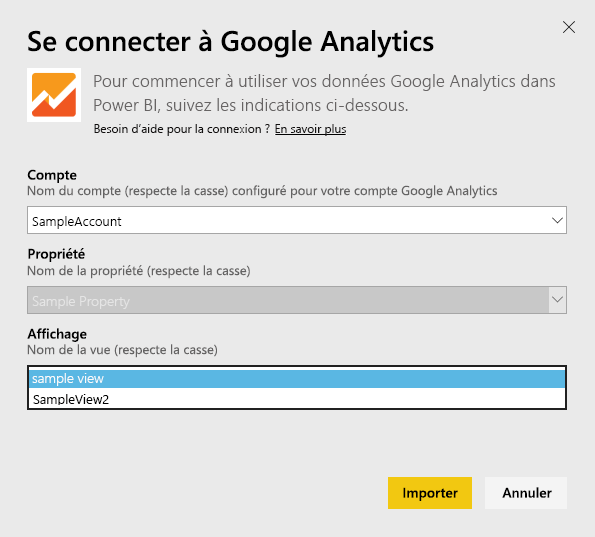 Se connecter à Google Analytics
Pour commencer à utiliser vos données Google Analytics dans
Power BI, suivez les indications ci-dessous.
Besoin d'aide pour la connexion ? En savoir plus
Compte
Nom du compte (respecte la casse) configuré pour votre compte Google Analytics
SampleAccount
Propriété
Nom de la propriété (respecte la casse)
Sample Property
Affichage
Nom de la vue (respecte la casse)
sample view
SampleView2
Importer
Annuler